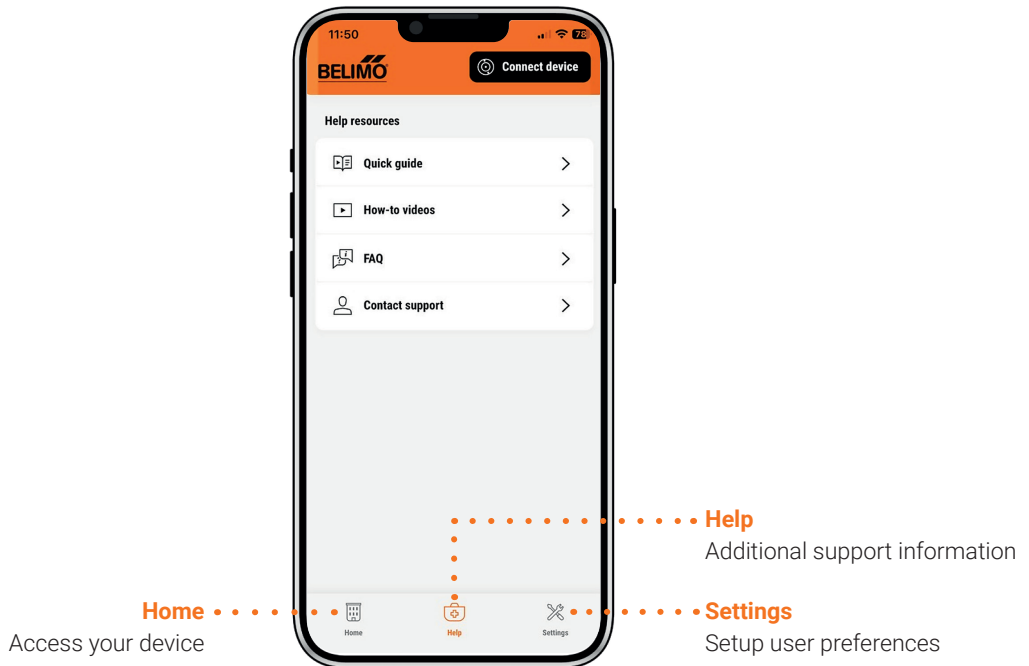 11:50
78
BELIMO
Connect device
Help resources
Quick guide
How-to videos
FAQ
Contact support
Help
Additional support information
Home
Access your device
Home
Help
Settings
Settings
Setup user preferences